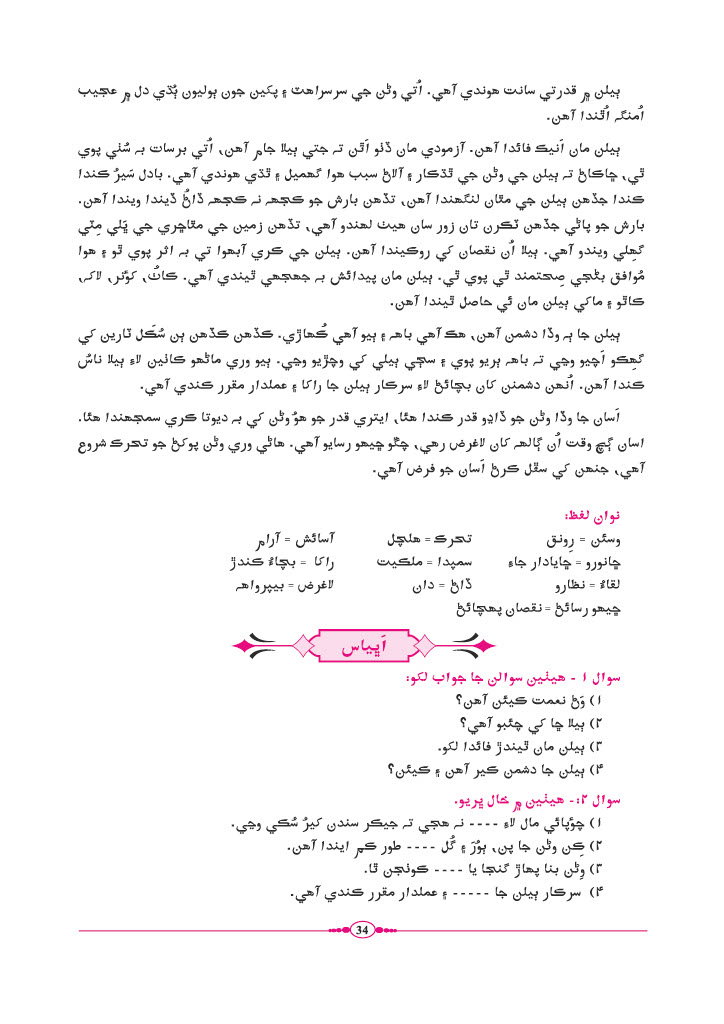 ٻيلن ۾ قدرتي سانت هوندي آهي. اُتي وڻن جي سرسراهٽ ۽ پکين جون ٻوليون ٻُڌي دل ۾ عجيب
اُمنگہ اُٿندا آهن.
ٻيلن مان اَنيڪ فائدا آهن. آزمودي مان ڏٺو اَٿن تہ جتي ٻيلا جام آهن، اُتي برسات بہ سُٺي پوي
ٿي، ڇاڪاڻ تہ ٻيلن جي وڻن جي ٿڌڪار ۽ آلاڻ سبب هوا گهميل ۽ ٿڌي هوندي آهي. بادل سَيرُ ڪندا
ڪندا جڏهن ٻيلن جي مٿان لنگهندا آهن، تڏهن بارش جو ڪجهہ نہ ڪجهہ ڏاڻُ ڏيندا ويندا آهن.
بارش جو پاڻي جڏهن ٽڪرن تان زور سان هيٺ لهندو آهي، تڏهن زمين جي مٿاڇري جي ڀَلي مِٽي
گهِلي ويندو آهي. ٻيلا اُن نقصان کي روڪيندا آهن. ٻيلن جي ڪري آبهوا تي بہ اثر پوي ٿو ۽ هوا
مُوافق بڻجي صِحتمند ٿي پوي ٿي. ٻيلن مان پيدائش بہ جهجهي ٿيندي آهي. ڪاٺُ، کؤنر، لاک،
ڪاٿو ۽ ماکي ٻيلن مان ئي حاصل ٿيندا آهن.
ٻيلن جا ٻہ وڏا دشمن آهن، هڪ آهي باهہ ۽ ٻيو آهي ڪُهاڙي. ڪڏهن ڪڏهن ٻن سُڪل ٽارين کي
گهڪو اَچيو وڃي تہ باهہ ٻريو پوي ۽ سڄي ٻيلي کي وچڙيو وڃي. ٻيو وري ماڻهو ڪاٺين لاءِ ٻيلا ناسُ
ڪندا آهن. اُنهن دشمنن کان بچائڻ لاءِ سرڪار ٻيلن جا راکا ۽ عملدار مقرر ڪندي آهي.
اَسان جا وڏا وڻن جو ڏاڍو قدر ڪندا هئا، ايتري قدر جو هوُ وڻن کي بہ ديوتا ڪري سمجهندا هئا.
اسان ڳچ وقت اُن ڳالهہ کان لاغرض رهي، چڱو ڇيهو رسايو آهي. هاڻي وري وڻن پوکڻ جو تحرڪ شروع
آهي، جنهن کي سڦل ڪرڻ اَسان جو فرض آهي.
نوان لفظ:
وسئن = رِونق تحرڪ = هلچل آسائش = آرام
ڇانورو = ڇايادار جاءِ سمپدا = ملڪيت راکا = بچاءُ ڪندڙ
لقاءُ = نظارو ڏاڻ = دان لاغرض = بيپرواهہ
ڇيهو رسائڻ = نقصان پهچائڻ
اَڀياس
سوال ۱ - هيٺين سوالن جا جواب لکو:
۱) وَڻ نعمت ڪيئن آهن؟
۲) ٻيلا ڇا کي چئبو آهي؟
۳) ٻيلن مان ٿيندڙ فائدا لکو.
۴) ٻيلن جا دشمن ڪير آهن ۽ ڪيئن؟
سوال ۲:- هيٺين ۾ خال ڀريو.
۱) چؤپائي مال لاءِ ---- نہ هجي تہ جيڪر سندن کيرُ سُڪي وڃي.
۲) ڪِن وڻن جا پن، ٻوُرَ ۽ گُل ---- طور ڪم ايندا آهن.
۳) وڻن بنا پهاڙ گنجا يا ---- ڪوٺجن ٿا.
۴) سرڪار ٻيلن جا ----- ۽ عملدار مقرر ڪندي آهي.
34